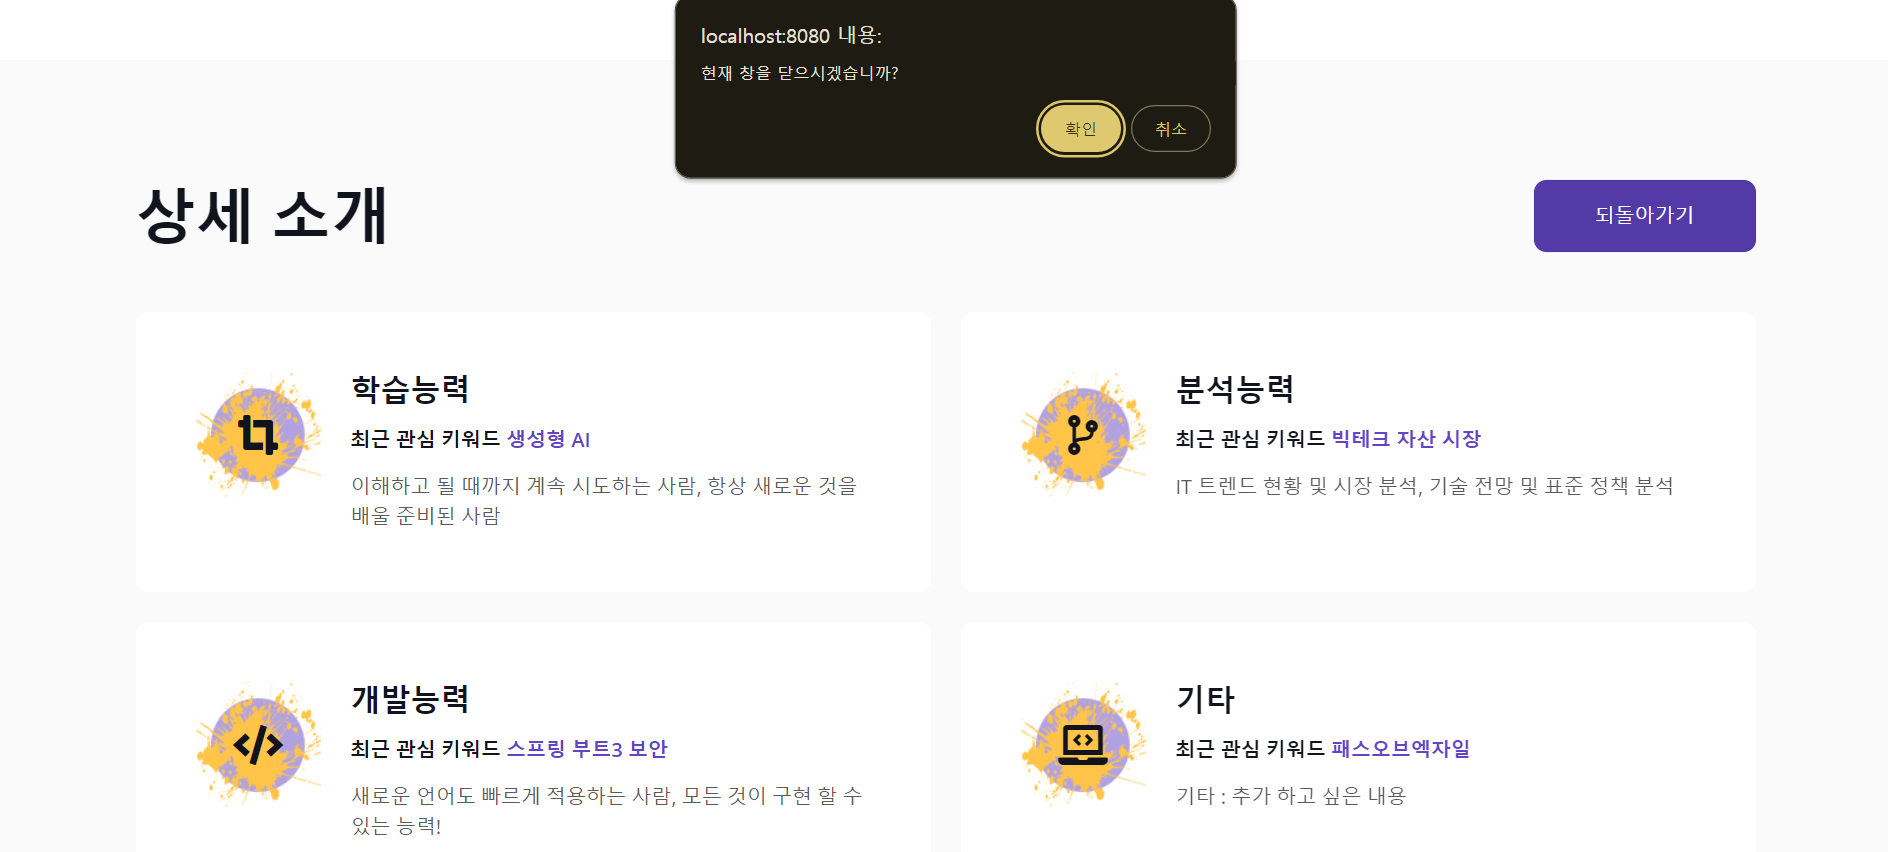 localhost:8080 내용:
현재 창을 닫으시겠습니까?
확인 취소
상세 소개
되돌아가기
학습능력
최근 관심 키워드 생성형 AI
이해하고 될 때까지 계속 시도하는 사람, 항상 새로운 것을
배울 준비된 사람
분석능력
최근 관심 키워드 빅테크 자산 시장
IT 트렌드 현황 및 시장 분석, 기술 전망 및 표준 정책 분석
개발능력
최근 관심 키워드 스프링 부트3 보안
새로운 언어도 빠르게 적용하는 사람, 모든 것이 구현 할 수
있는 능력!
기타
최근 관심 키워드 패스오브엑자일
기타 : 추가 하고 싶은 내용